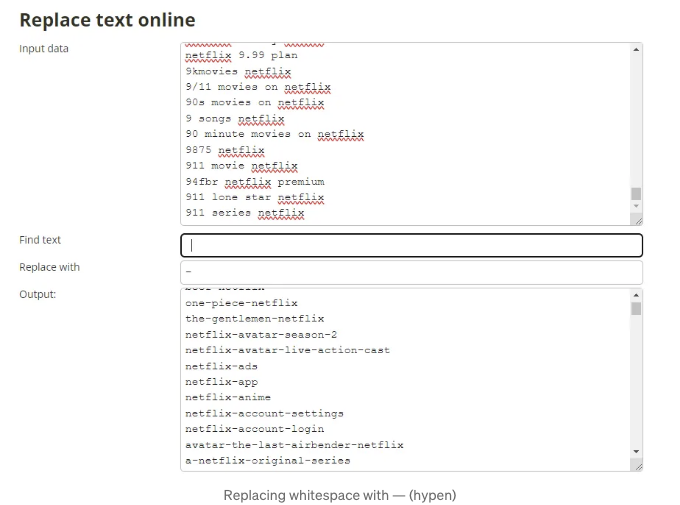 Replace text online
Input data
netflix 9.99 plan
9kmovies netflix
9/11 movies on netflix
90s movies on netflix
9 songs netflix
90 minute movies on netflix
9875 netflix
911 movie netflix
94fbr netflix premium
911 lone star netflix
911 series netflix
Find text
Replace with
-
Output:
one-piece-netflix
the-gentlemen-netflix
netflix-avatar-season-2
netflix-avatar-live-action-cast
netflix-ads
netflix-app
netflix-anime
netflix-account-settings
netflix-account-login
avatar-the-last-airbender-netflix
a-netflix-original-series
Replacing whitespace with — (hypen)